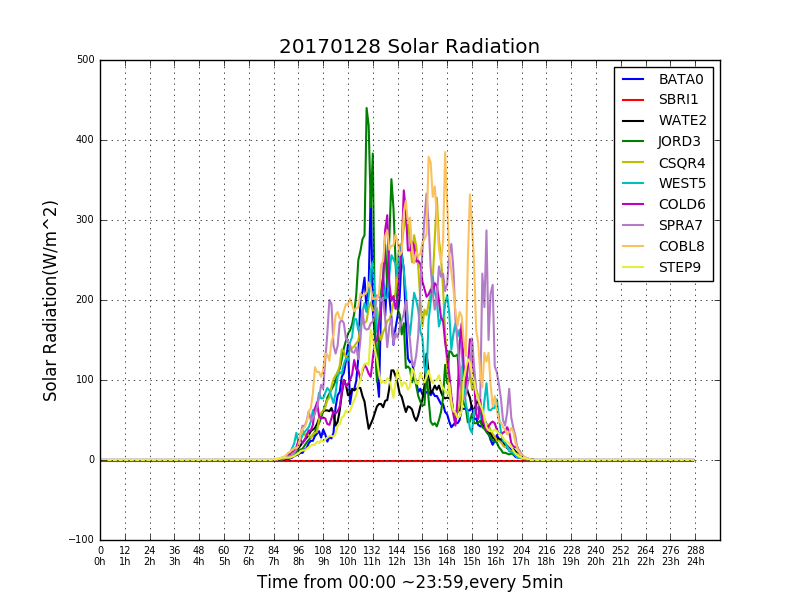 20170128 Solar Radiation
500
400
300
200
100
0
−100
Solar Radiation(W/m^2)
BATA0
SBRI1
WATE2
JORD3
CSQR4
WEST5
COLD6
SPRA7
COBL8
STEP9
0 12 24 36 48 60 72 84 96 108 120 132 144 156 168 180 192 204 216 228 240 252 264 276 288
0h 1h 2h 3h 4h 5h 6h 7h 8h 9h 10h 11h 12h 13h 14h 15h 16h 17h 18h 19h 20h 21h 22h 23h 24h
Time from 00:00 ~23:59,every 5min